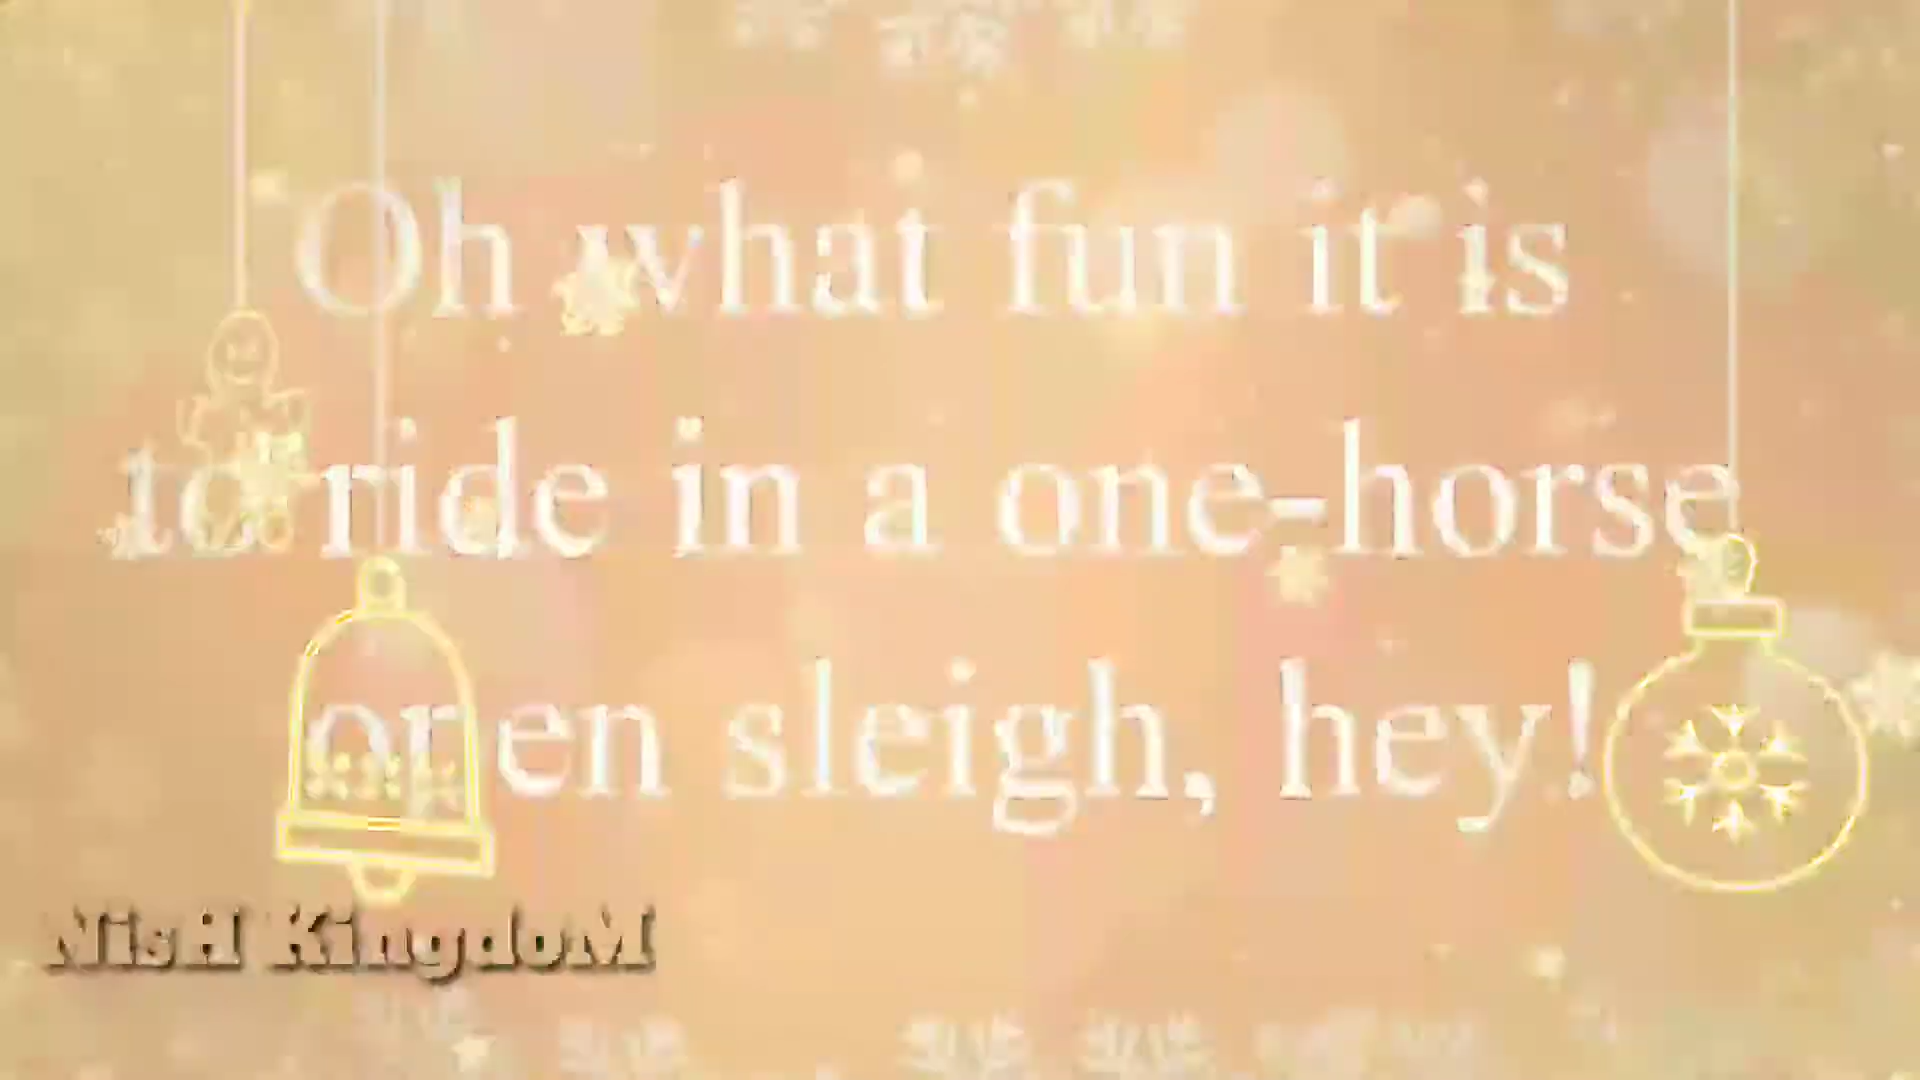 Oh what fun it is
to ride in a one-horse
open sleigh, hey!
NisH KingdoM